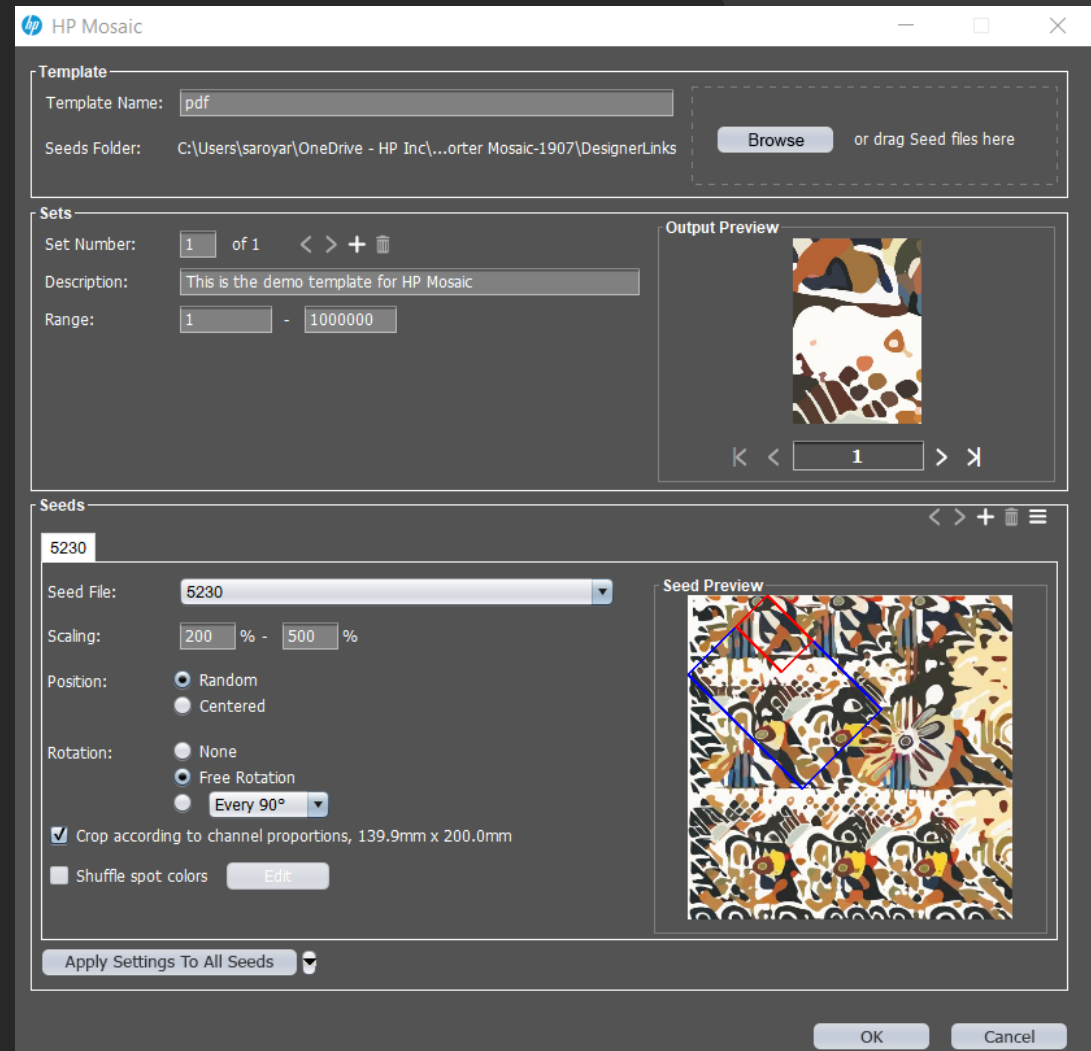 hp HP Mosaic
Template
Template Name: pdf
Seeds Folder: C:\Users\saroyar\OneDrive - HP Inc\...orter Mosaic-1907\DesignerLinks
Browse or drag Seed files here
Sets
Set Number: 1 of 1
Description: This is the demo template for HP Mosaic
Range: 1 - 1000000
Output Preview
1
Seeds
5230
Seed File: 5230
Scaling: 200 % - 500 %
Position: Random
Centered
Rotation: None
Free Rotation
Every 90°
Crop according to channel proportions, 139.9mm x 200.0mm
Shuffle spot colors Edit
Seed Preview
Apply Settings To All Seeds
OK Cancel